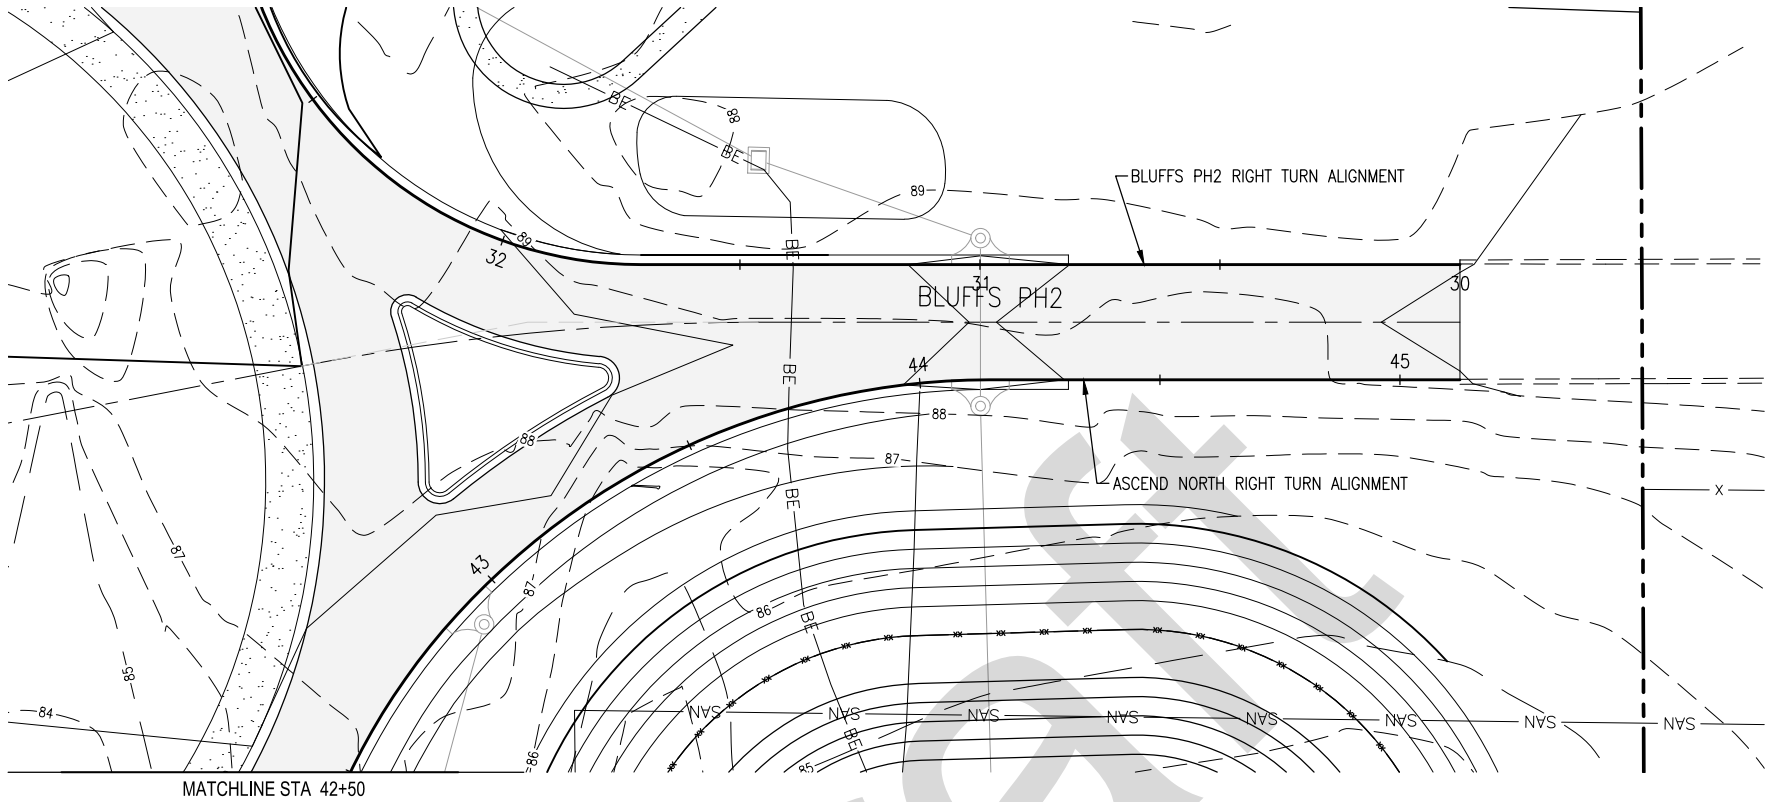 BE
88
BE
89
BLUFFS PH2 RIGHT TURN ALIGNMENT
32
89
BE
31
30
BLUFFS PH2
44
45
BE
88
88
87
ASCEND NORTH RIGHT TURN ALIGNMENT
X
BE
87
43
87
86
BE
85
84
SAN SAN SAN SAN SAN SAN SAN SAN
BE
86
85
MATCHLINE STA 42+50